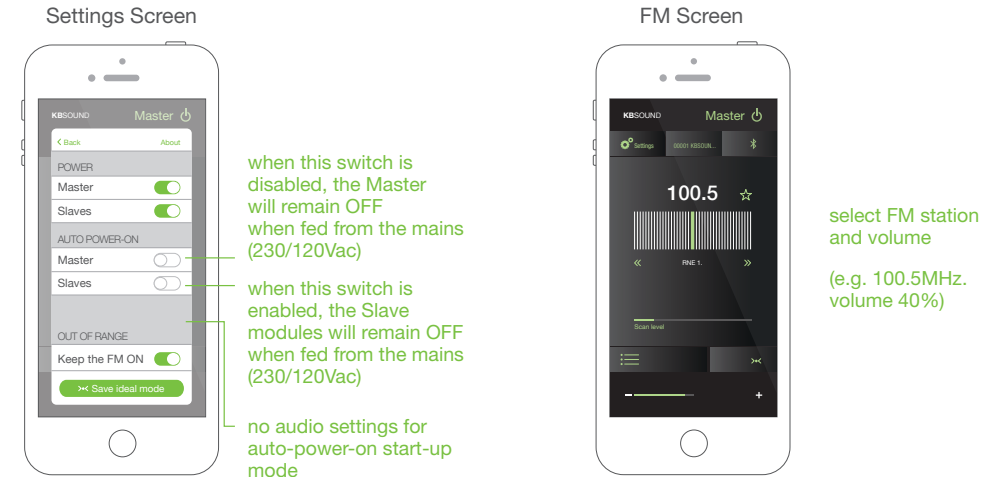 Settings Screen
KBSOUND
Master
Back
About
POWER
Master
Slaves
AUTO POWER-ON
Master
Slaves
OUT OF RANGE
Keep the FM ON
Save ideal mode
when this switch is
disabled, the Master
will remain OFF
when fed from the mains
(230/120Vac)
when this switch is
enabled, the Slave
modules will remain OFF
when fed from the mains
(230/120Vac)
no audio settings for
auto-power-on start-up
mode
FM Screen
KBSOUND
Master
Settings
00001 KBSOUN...
100.5
RNE 1.
Scan level
select FM station
and volume
(e.g. 100.5MHz.
volume 40%)